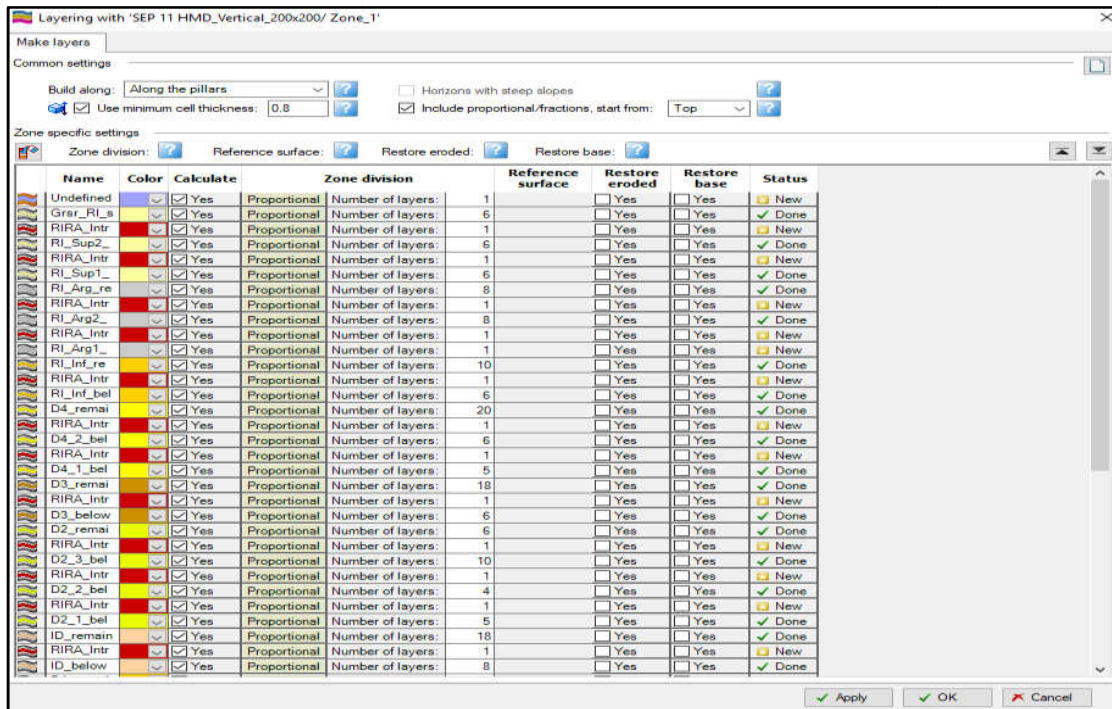 Layering with 'SEP 11 HMD_Vertical_200x200/ Zone_1'
Make layers
Common settings
Build along: Along the pillars ? Horizons with steep slopes ?
Use minimum cell thickness: 0.8 ? Include proportional/fractions, start from: Top ?
Zone specific settings
Zone division: ? Reference surface: ? Restore eroded: ? Restore base: ?
Name Color Calculate Zone division Reference surface Restore eroded Restore base Status
Undefined Yes Proportional Number of layers: 1 Yes Yes New
Grsr_RI_s Yes Proportional Number of layers: 6 Yes Yes Done
RIRA_Intr Yes Proportional Number of layers: 1 Yes Yes New
RI_Sup2_ Yes Proportional Number of layers: 6 Yes Yes Done
RIRA_Intr Yes Proportional Number of layers: 1 Yes Yes New
RI_Sup1_ Yes Proportional Number of layers: 6 Yes Yes Done
RI_Arg_re Yes Proportional Number of layers: 8 Yes Yes Done
RIRA_Intr Yes Proportional Number of layers: 1 Yes Yes New
RI_Arg2_ Yes Proportional Number of layers: 8 Yes Yes Done
RIRA_Intr Yes Proportional Number of layers: 1 Yes Yes New
RI_Arg1_ Yes Proportional Number of layers: 1 Yes Yes New
RI_Inf_re Yes Proportional Number of layers: 10 Yes Yes Done
RIRA_Intr Yes Proportional Number of layers: 1 Yes Yes New
RI_Inf_bel Yes Proportional Number of layers: 6 Yes Yes Done
D4_remai Yes Proportional Number of layers: 20 Yes Yes Done
RIRA_Intr Yes Proportional Number of layers: 1 Yes Yes New
D4_2_bel Yes Proportional Number of layers: 6 Yes Yes Done
RIRA_Intr Yes Proportional Number of layers: 1 Yes Yes New
D4_1_bel Yes Proportional Number of layers: 5 Yes Yes Done
D3_remai Yes Proportional Number of layers: 18 Yes Yes Done
RIRA_Intr Yes Proportional Number of layers: 1 Yes Yes New
D3_below Yes Proportional Number of layers: 6 Yes Yes Done
D2_remai Yes Proportional Number of layers: 6 Yes Yes Done
RIRA_Intr Yes Proportional Number of layers: 1 Yes Yes New
D2_3_bel Yes Proportional Number of layers: 10 Yes Yes Done
RIRA_Intr Yes Proportional Number of layers: 1 Yes Yes New
D2_2_bel Yes Proportional Number of layers: 4 Yes Yes Done
RIRA_Intr Yes Proportional Number of layers: 1 Yes Yes New
D2_1_bel Yes Proportional Number of layers: 5 Yes Yes Done
ID_remain Yes Proportional Number of layers: 18 Yes Yes Done
RIRA_Intr Yes Proportional Number of layers: 1 Yes Yes New
ID_below Yes Proportional Number of layers: 8 Yes Yes Done
Apply OK Cancel